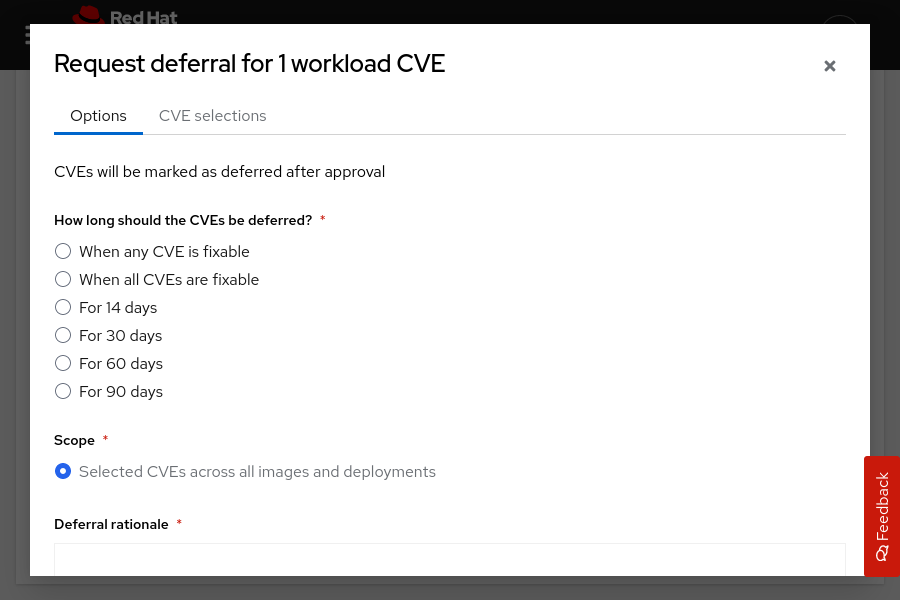 Red Hat
Request deferral for 1 workload CVE
Options
CVE selections
CVEs will be marked as deferred after approval
How long should the CVEs be deferred? *
When any CVE is fixable
When all CVEs are fixable
For 14 days
For 30 days
For 60 days
For 90 days
Scope *
Selected CVEs across all images and deployments
Deferral rationale *
Feedback